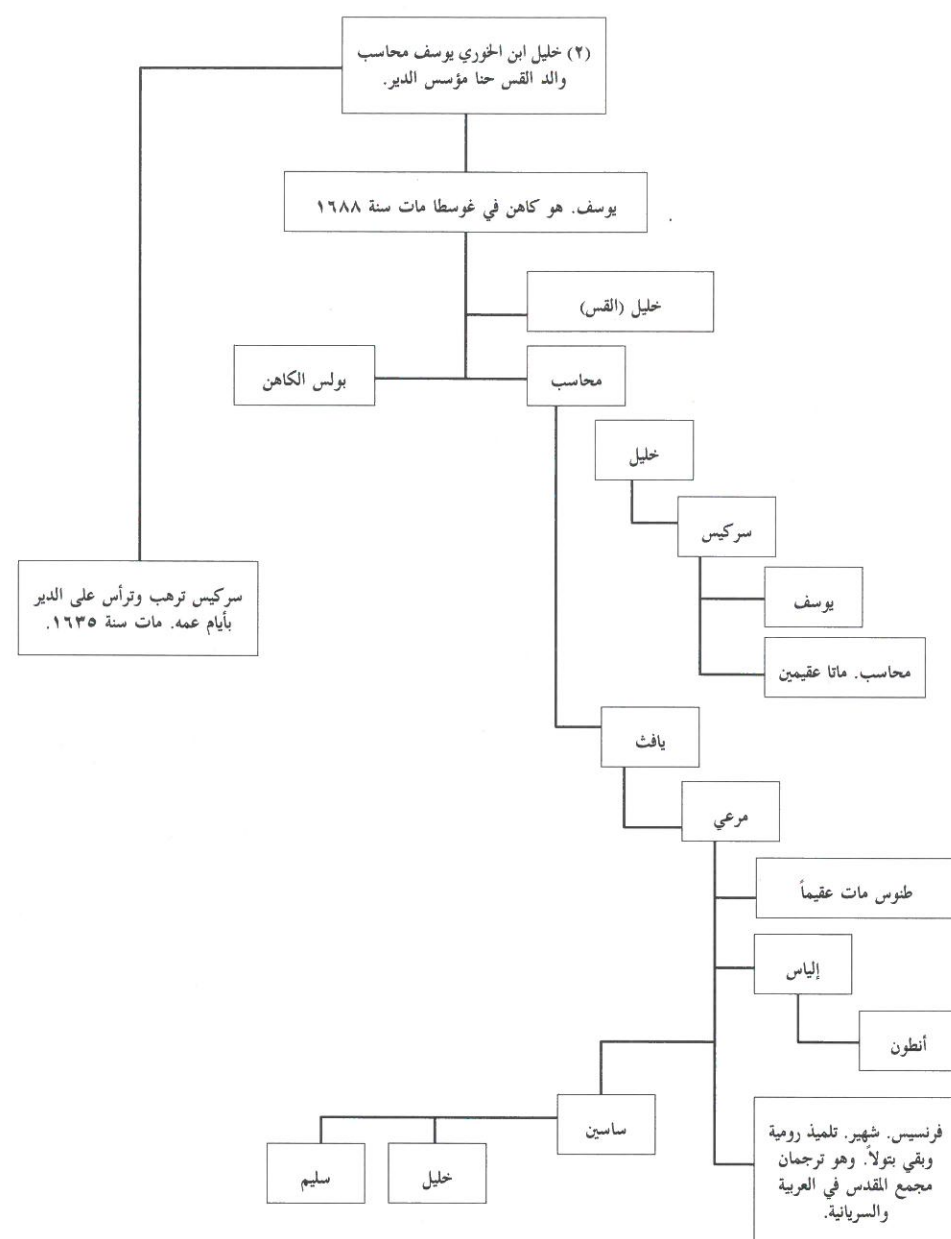 (٢) خليل ابن الخوري يوسف محاسب
والد القس حنا مؤسس الدير.
يوسف. هو كاهن في غوسطا مات سنة ١٦٨٨
خليل (القس)
محاسب
بولس الكاهن
خليل
سركيس
يوسف
محاسب. ماتا عقيمين
سركيس ترهب وترأس على الدير
بأيام عمه. مات سنة ١٦٣٥.
يافث
مرعي
طنوس مات عقيماً
إلياس
أنطون
ساسين
خليل
سليم
فرنسيس. شهير. تلميذ رومية
وبقي بتولاً. وهو ترجمان
مجمع المقدس في العربية
والسريانية.